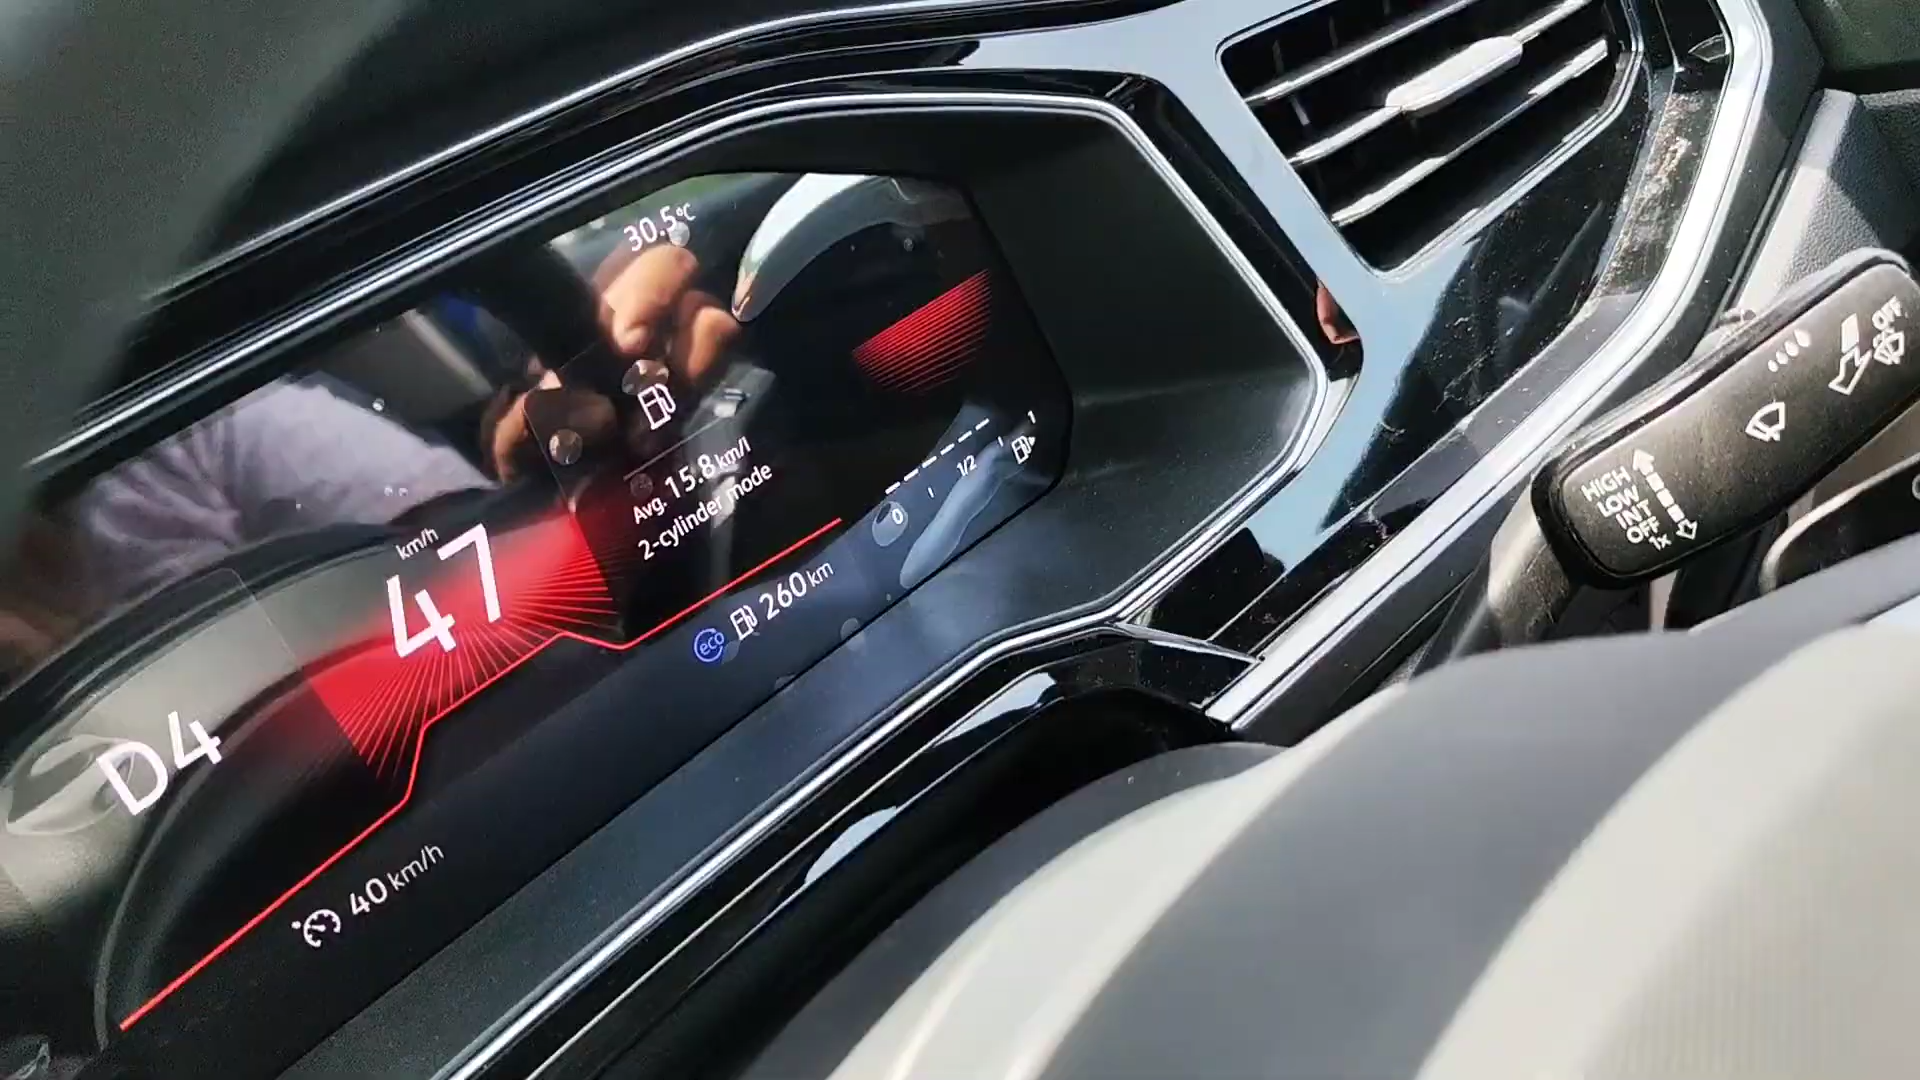 30.5°C
Avg. 15.8 km/l
2-cylinder mode
km/h
47
D4
eco
260 km
0
1/2
1
40 km/h
OFF
HIGH
LOW
INT
OFF
1x